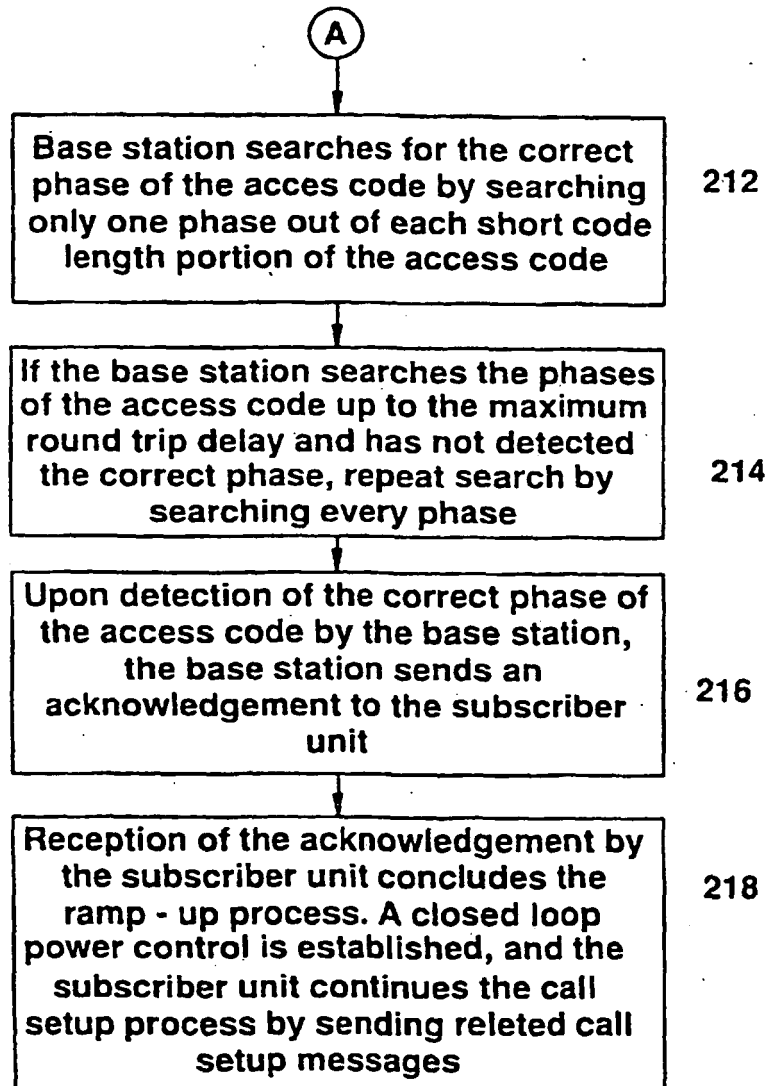 A
Base station searches for the correct
phase of the acces code by searching
only one phase out of each short code
length portion of the access code
212
If the base station searches the phases
of the access code up to the maximum
round trip delay and has not detected
the correct phase, repeat search by
searching every phase
214
Upon detection of the correct phase of
the access code by the base station,
the base station sends an
acknowledgement to the subscriber
unit
216
Reception of the acknowledgement by
the subscriber unit concludes the
ramp - up process. A closed loop
power control is established, and the
subscriber unit continues the call
setup process by sending releted call
setup messages
218